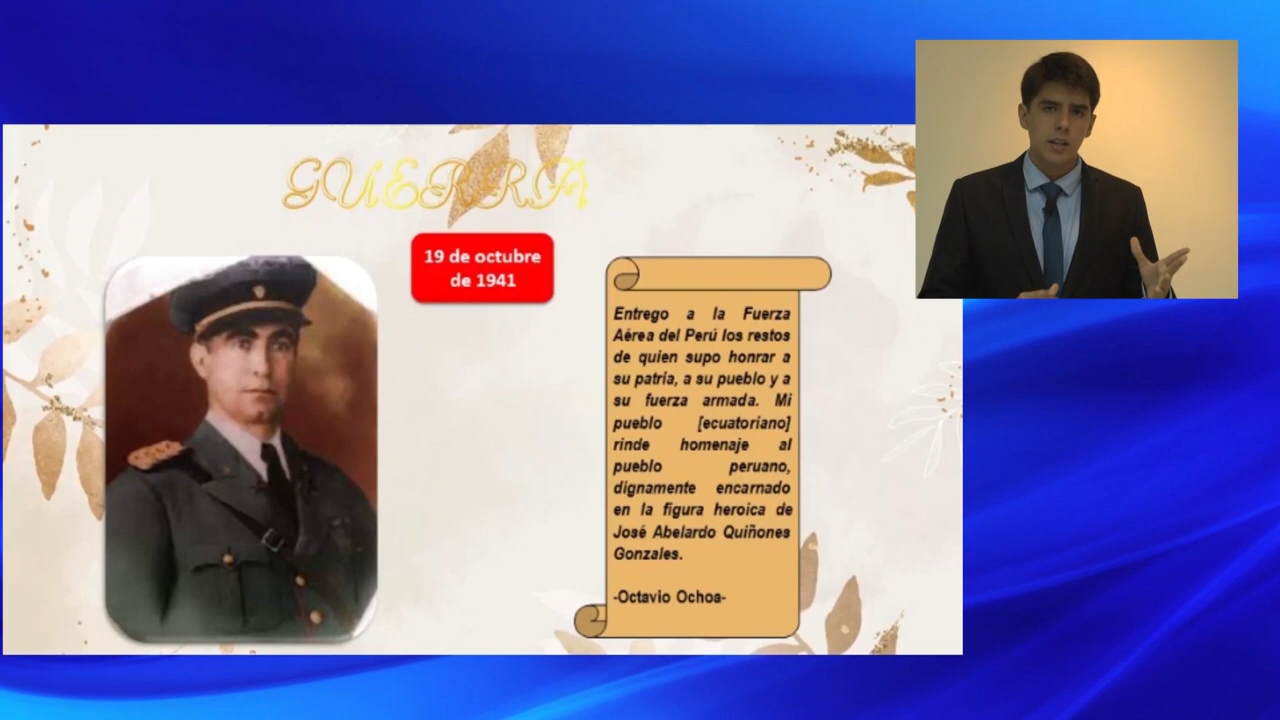 GUERRA
19 de octubre
de 1941
Entrego a la Fuerza
Aérea del Perú los restos
de quien supo honrar a
su patria, a su pueblo y a
su fuerza armada. Mi
pueblo [ecuatoriano]
rinde homenaje al
pueblo peruano,
dignamente encarnado
en la figura heroica de
José Abelardo Quiñones
Gonzales.
-Octavio Ochoa-